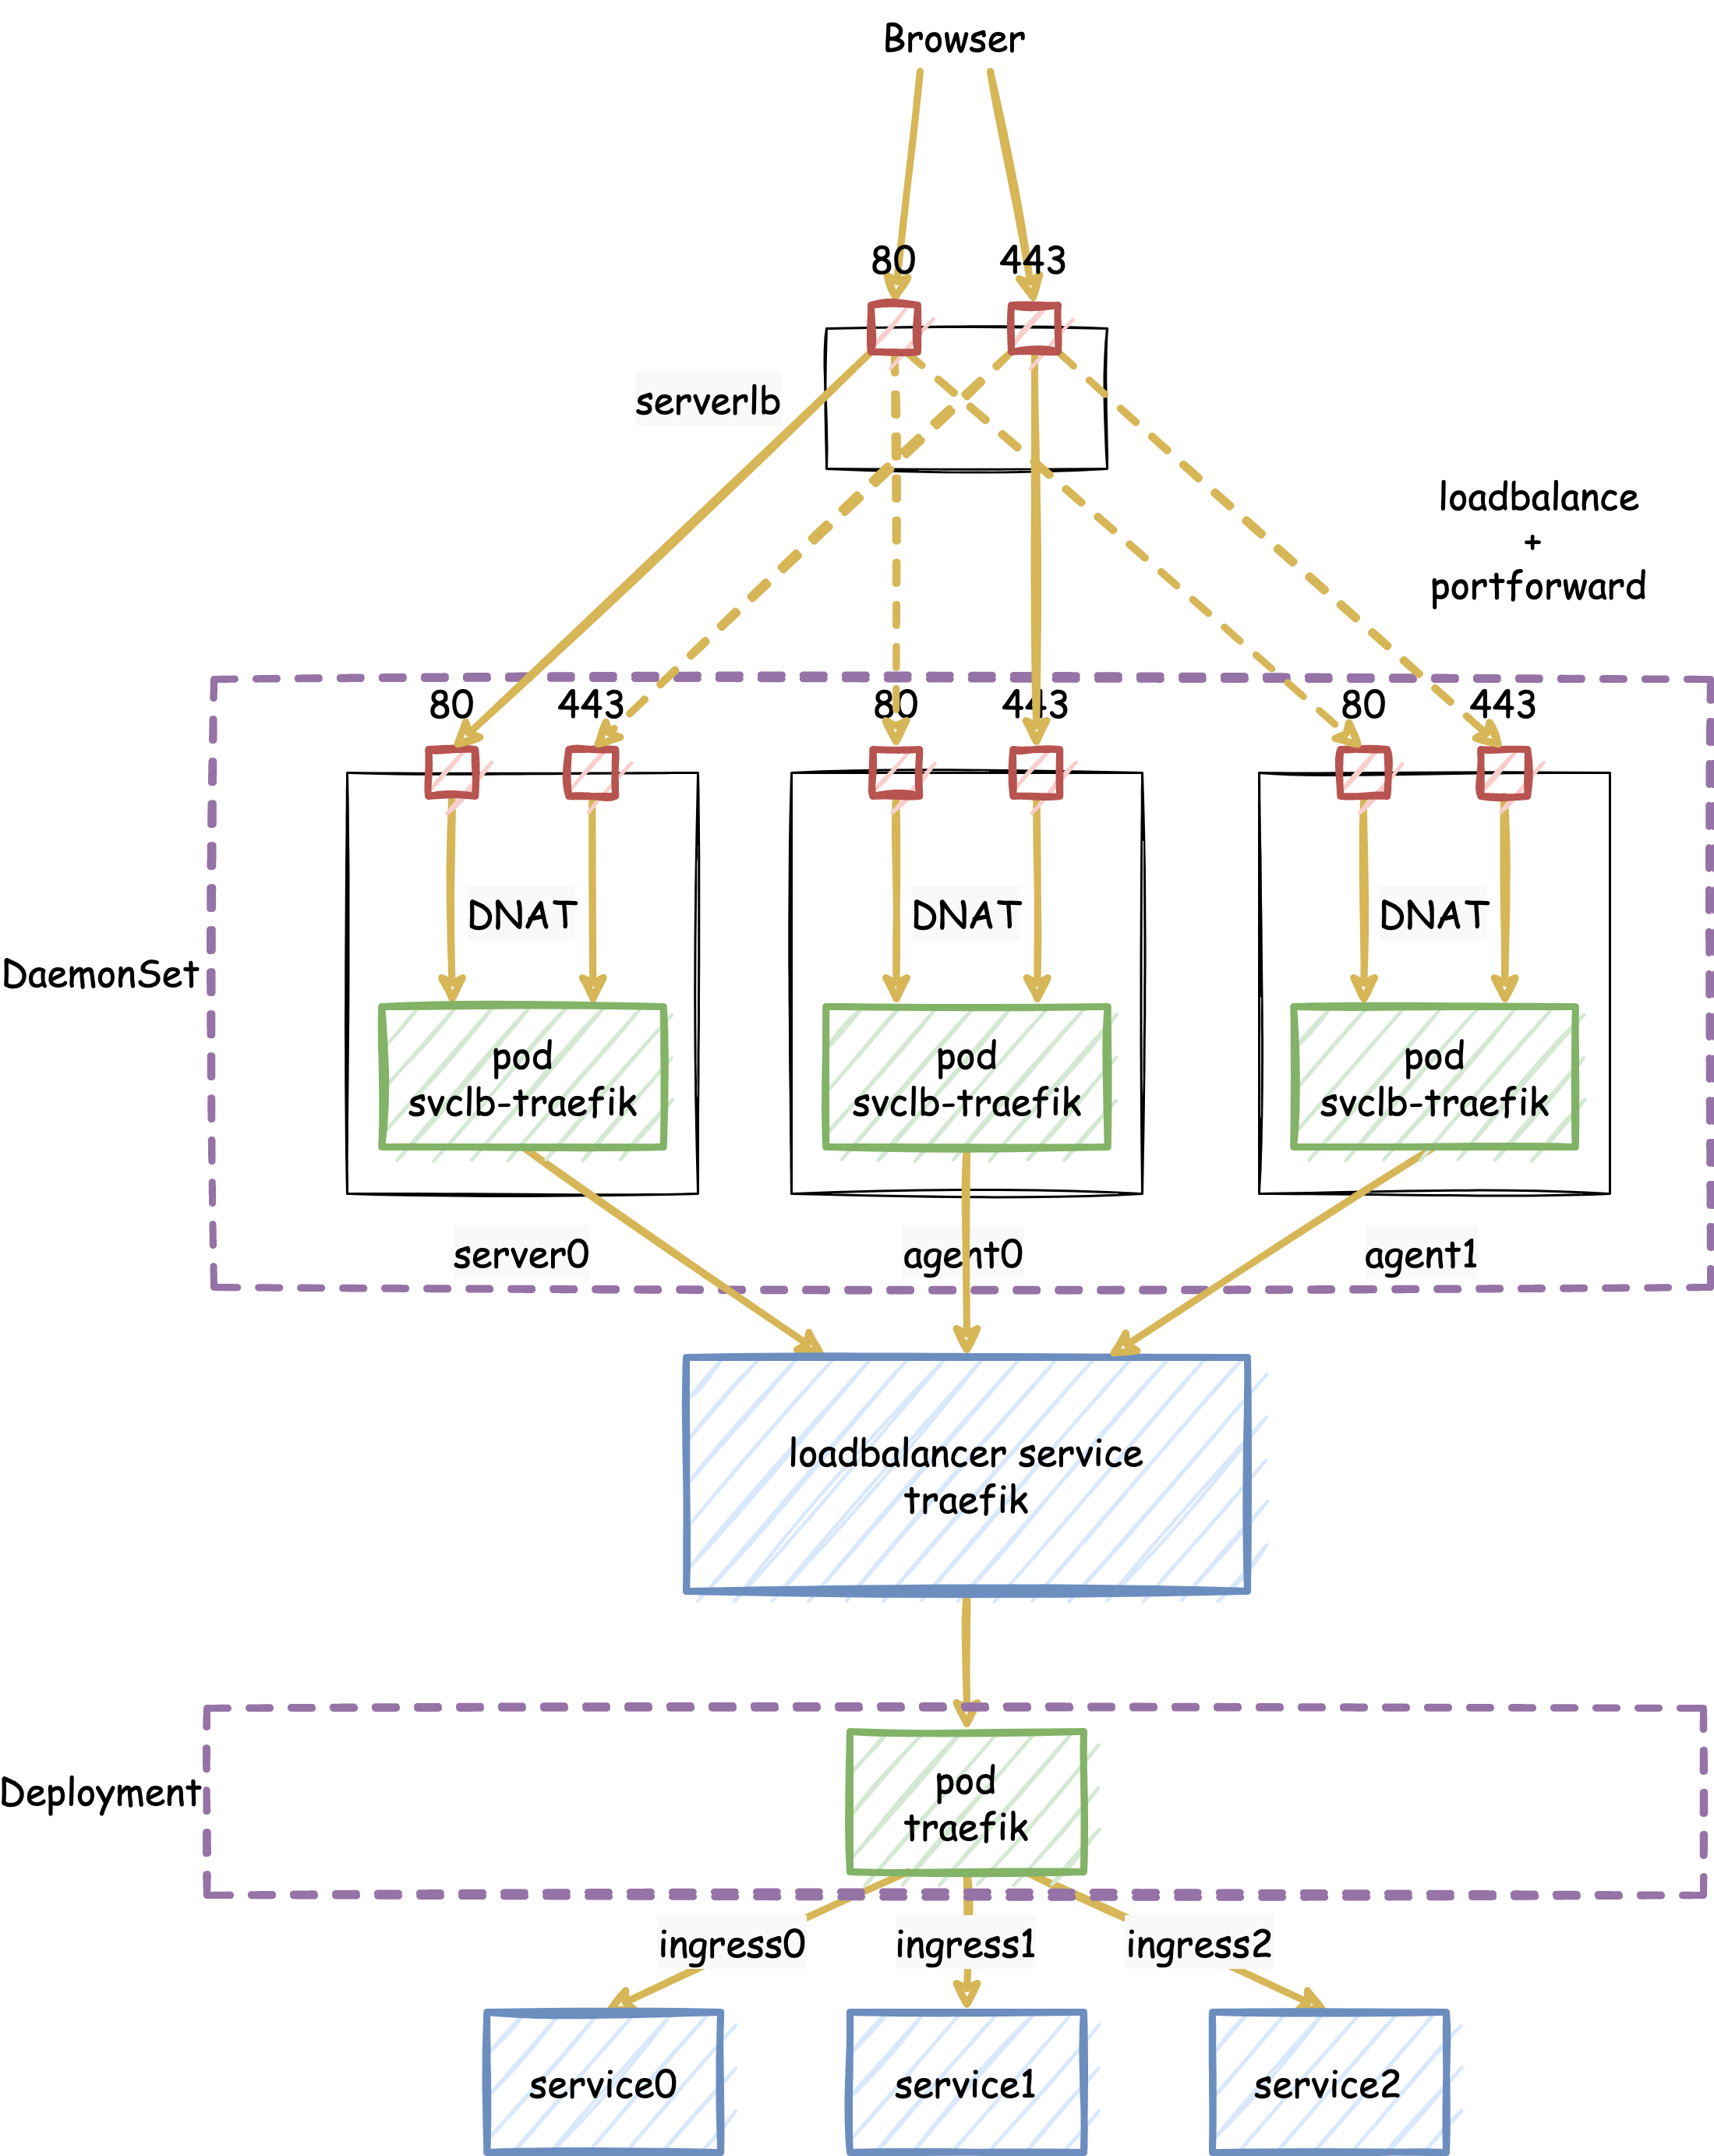 Browser
80
443
serverlb
loadbalance
+
portforward
80
443
80
443
80
443
DNAT
DNAT
DNAT
DaemonSet
pod
svclb-traefik
pod
svclb-traefik
pod
svclb-traefik
server0
agent0
agent1
loadbalancer service
traefik
Deployment
pod
traefik
ingress0
ingress1
ingress2
service0
service1
service2